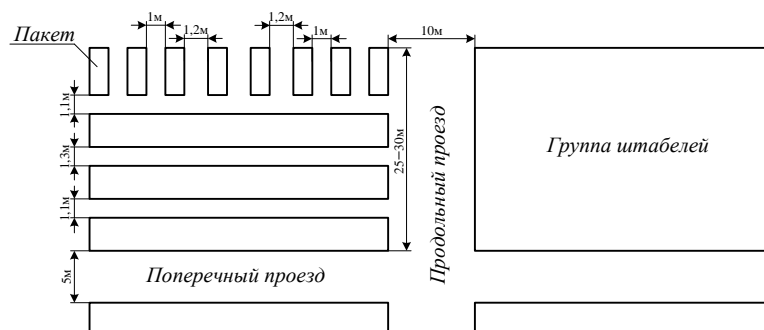 1м
1,2м
1,2м
1м
10м
Пакет
1,1м
1,3м
1,1м
25–30м
Продольный проезд
Группа штабелей
Поперечный проезд
5м